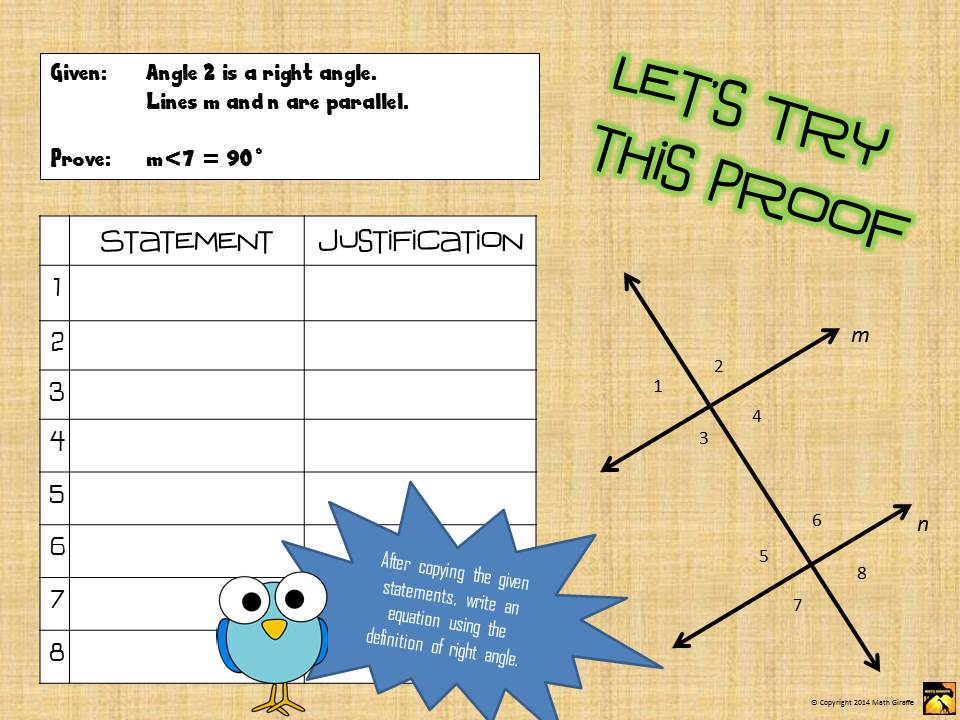 Given: Angle 2 is a right angle.
Lines m and n are parallel.
Prove: m<7 = 90°
LET'S TRY
THIS PROOF
STATEMENT JUSTIFICATION
1
2
3
4
5
6
7
8
After copying the given
statements, write an
equation using the
definition of right angle.
m
2
1
4
3
6
n
5
8
7
© Copyright 2014 Math Giraffe
MATH GIRAFFE